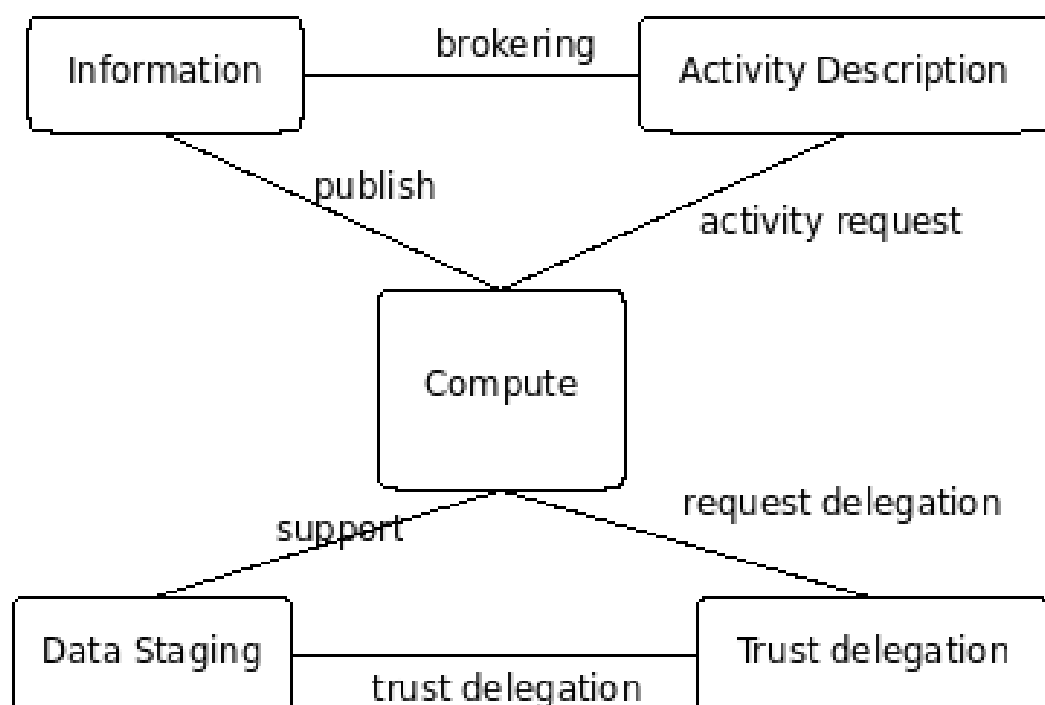 brokering
Information
Activity Description
publish
activity request
Compute
request delegation
support
Data Staging
Trust delegation
trust delegation